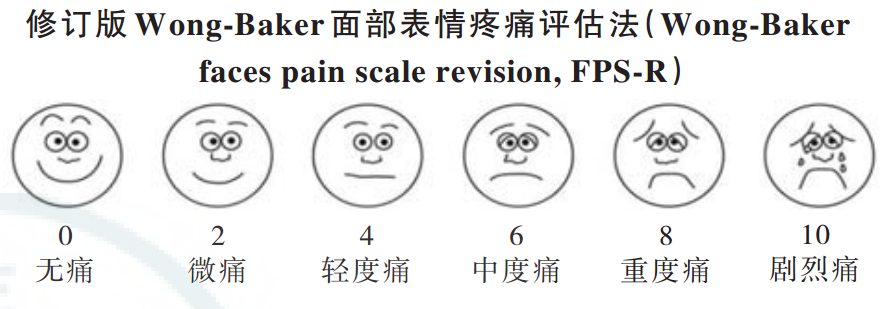 修订版Wong-Baker面部表情疼痛评估法(Wong-Baker
faces pain scale revision, FPS-R)
0 2 4 6 8 10
无痛 微痛 轻度痛 中度痛 重度痛 剧烈痛